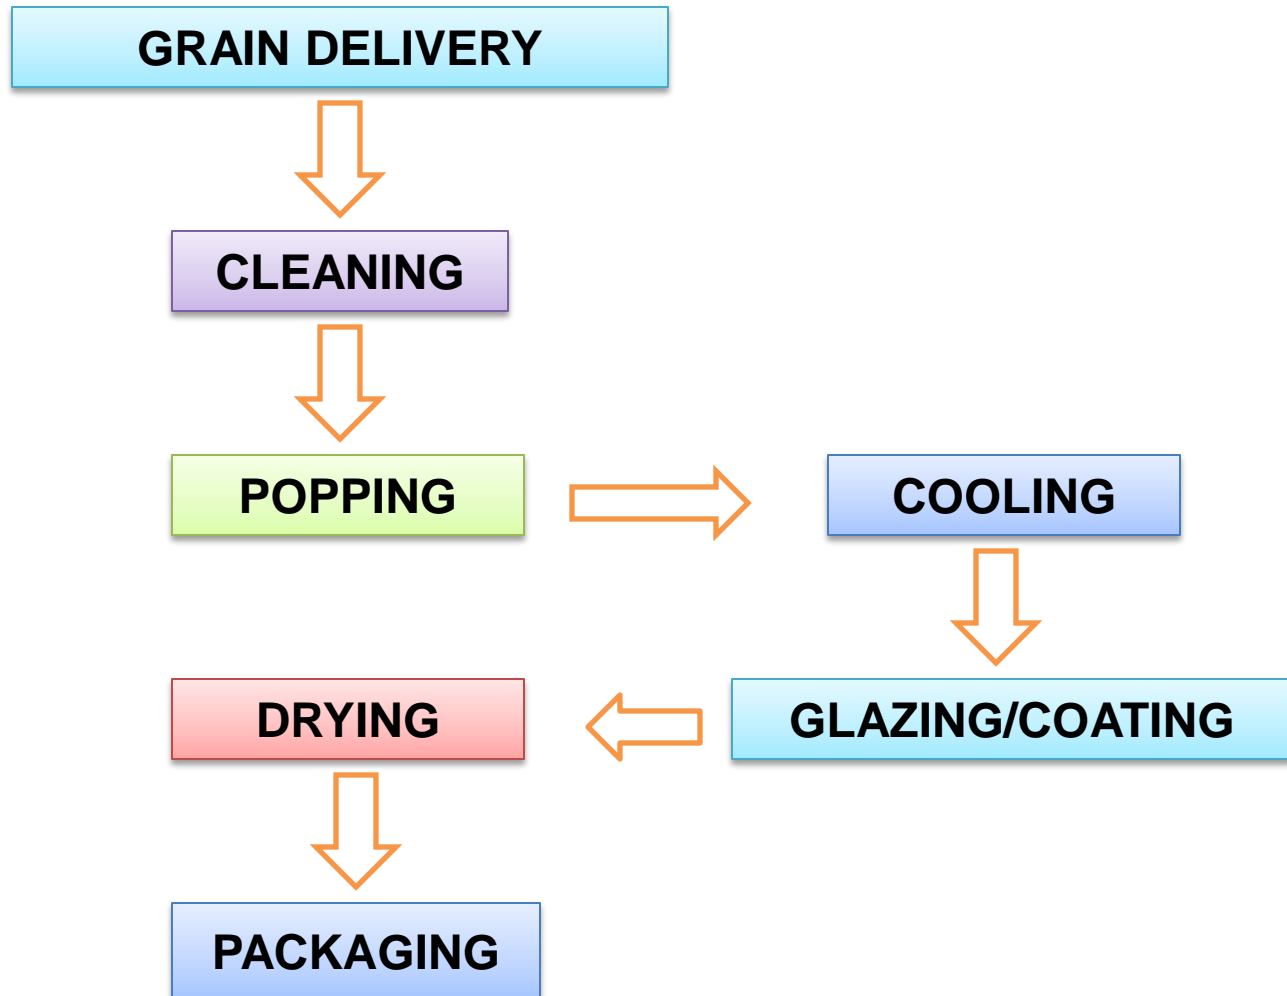 GRAIN DELIVERY
CLEANING
POPPING
COOLING
GLAZING/COATING
DRYING
PACKAGING